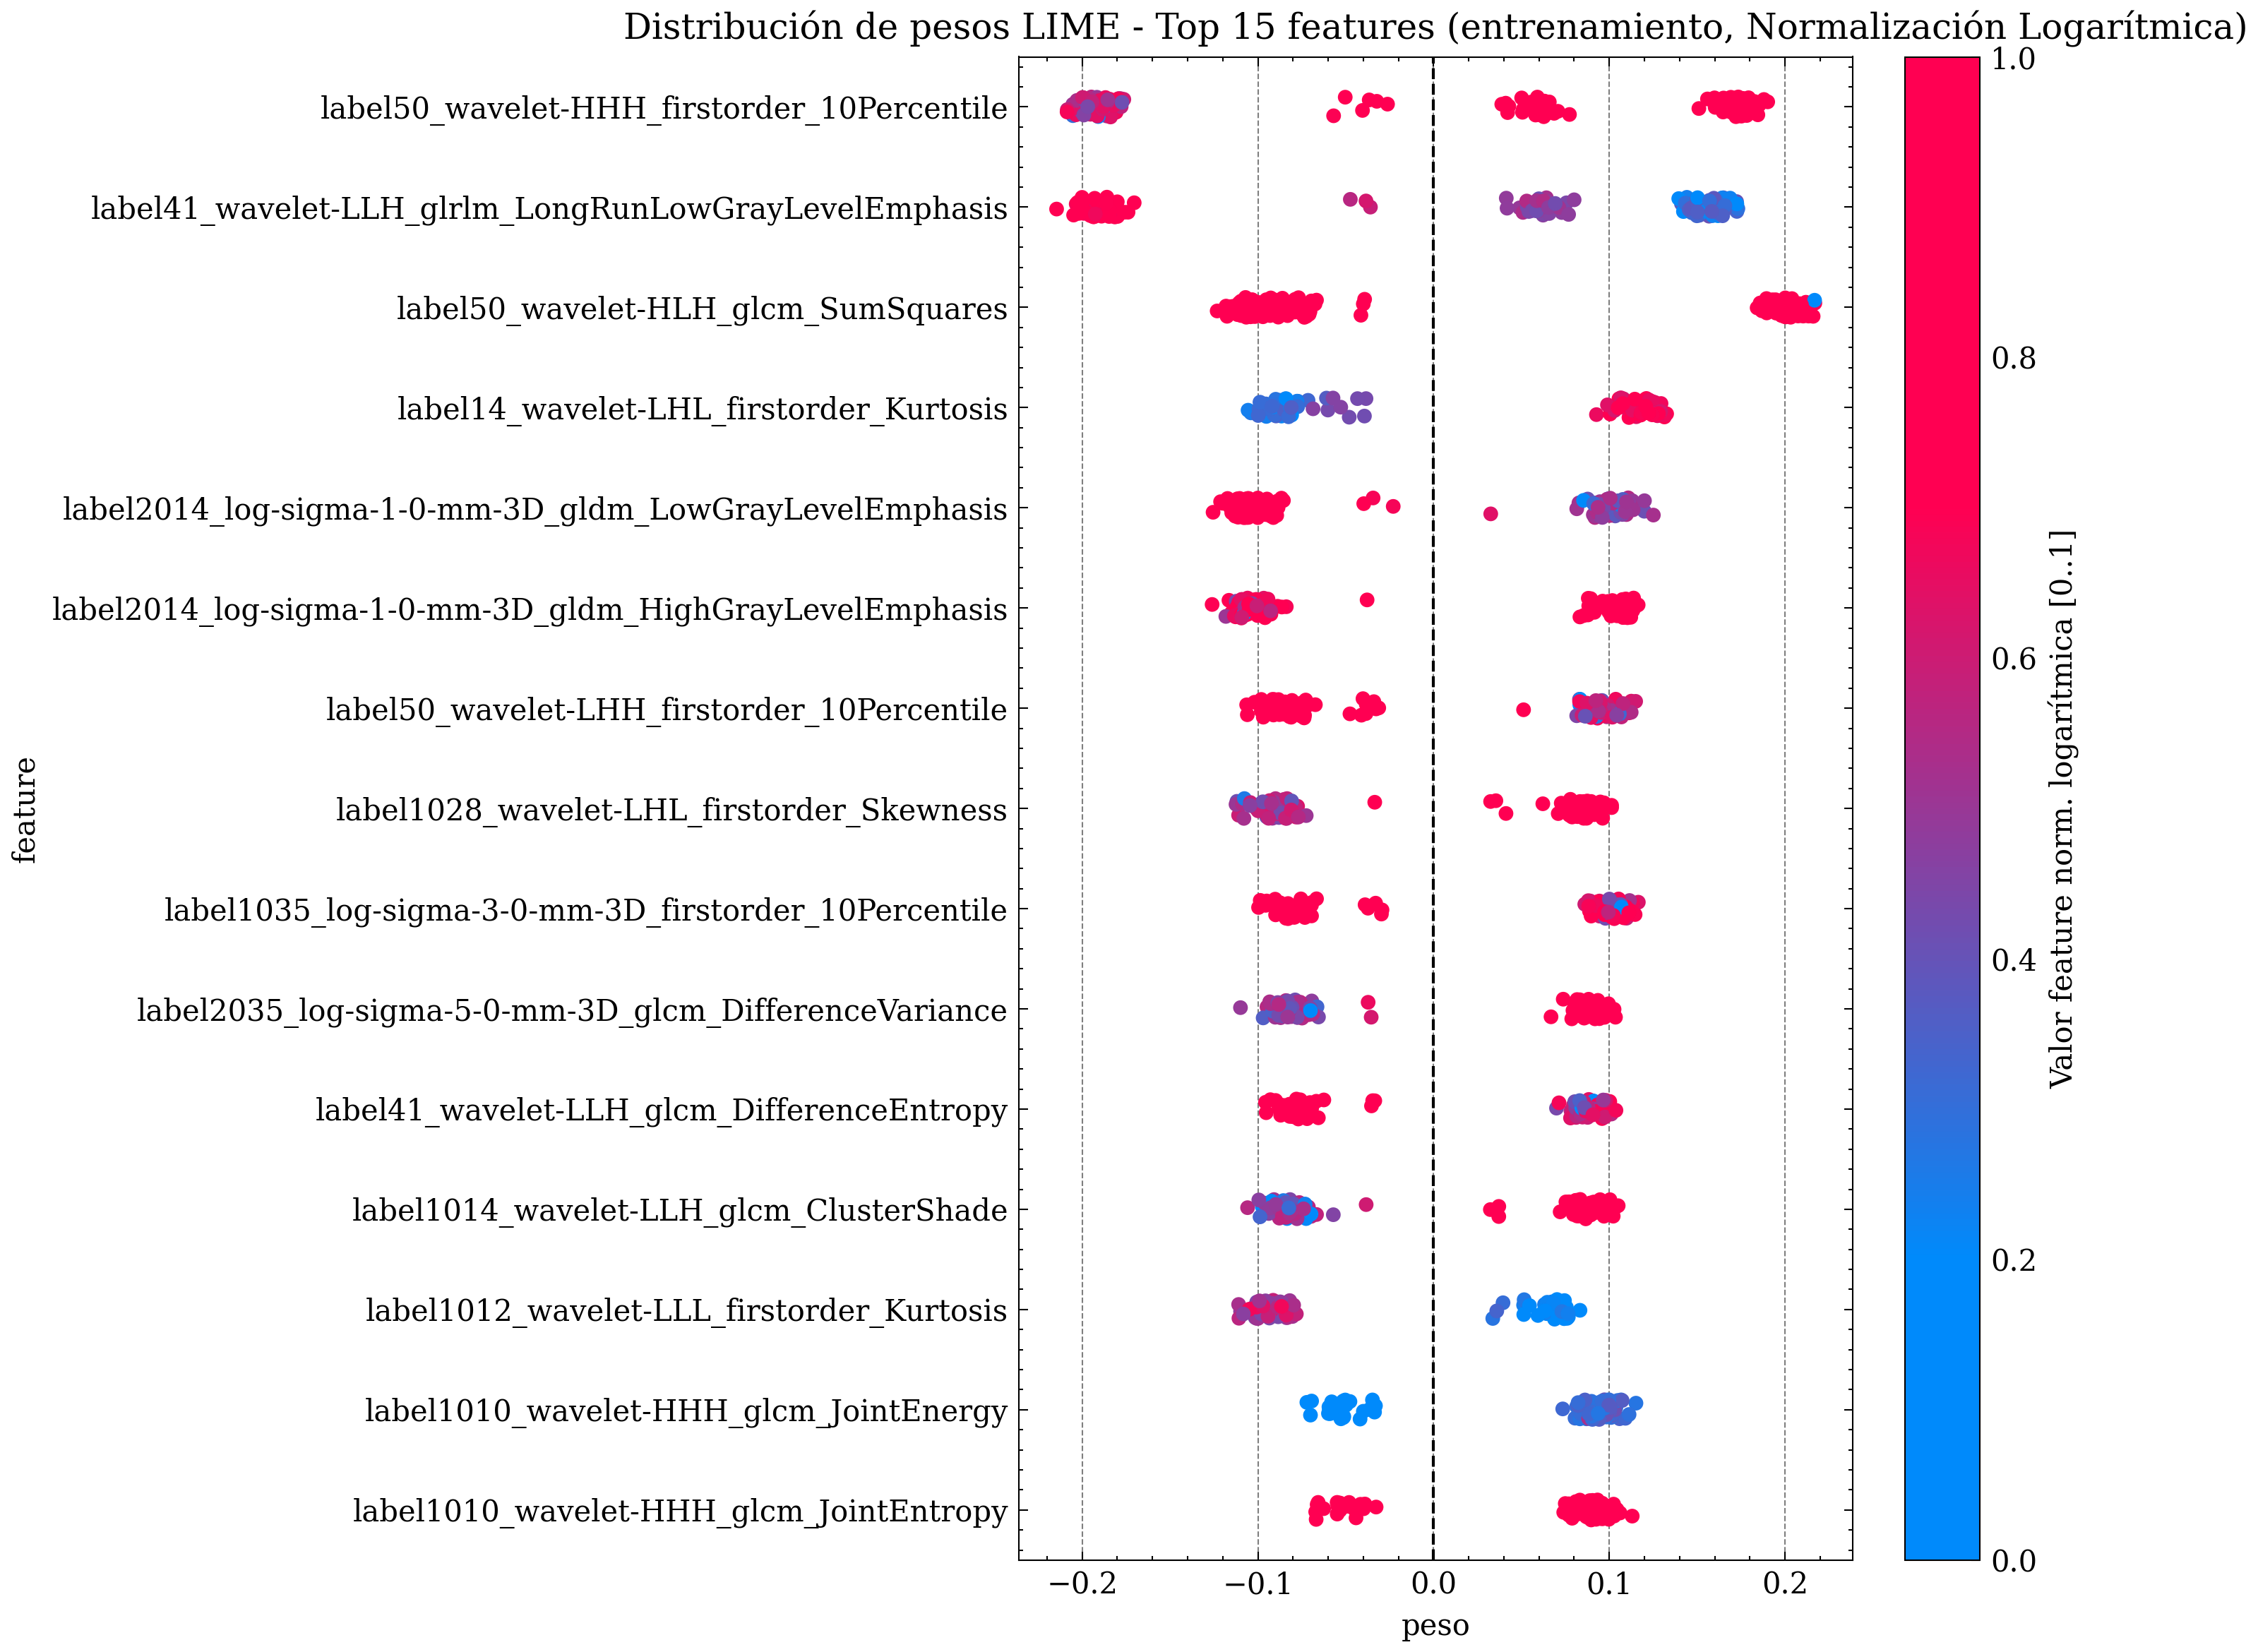 Distribución de pesos LIME - Top 15 features (entrenamiento, Normalización Logarítmica)
feature
label50_wavelet-HHH_firstorder_10Percentile
label41_wavelet-LLH_glrlm_LongRunLowGrayLevelEmphasis
label50_wavelet-HLH_glcm_SumSquares
label14_wavelet-LHL_firstorder_Kurtosis
label2014_log-sigma-1-0-mm-3D_gldm_LowGrayLevelEmphasis
label2014_log-sigma-1-0-mm-3D_gldm_HighGrayLevelEmphasis
label50_wavelet-LHH_firstorder_10Percentile
label1028_wavelet-LHL_firstorder_Skewness
label1035_log-sigma-3-0-mm-3D_firstorder_10Percentile
label2035_log-sigma-5-0-mm-3D_glcm_DifferenceVariance
label41_wavelet-LLH_glcm_DifferenceEntropy
label1014_wavelet-LLH_glcm_ClusterShade
label1012_wavelet-LLL_firstorder_Kurtosis
label1010_wavelet-HHH_glcm_JointEnergy
label1010_wavelet-HHH_glcm_JointEntropy
−0.2 −0.1 0.0 0.1 0.2
peso
1.0
0.8
0.6
0.4
0.2
0.0
Valor feature norm. logarítmica [0..1]